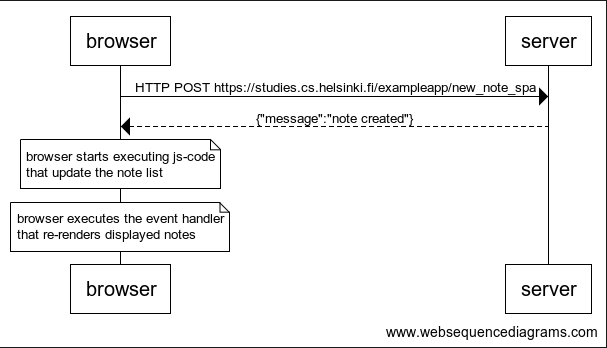 browser
server
HTTP POST https://studies.cs.helsinki.fi/exampleapp/new_note_spa
{"message":"note created"}
browser starts executing js-code
that update the note list
browser executes the event handler
that re-renders displayed notes
browser
server
www.websequencediagrams.com